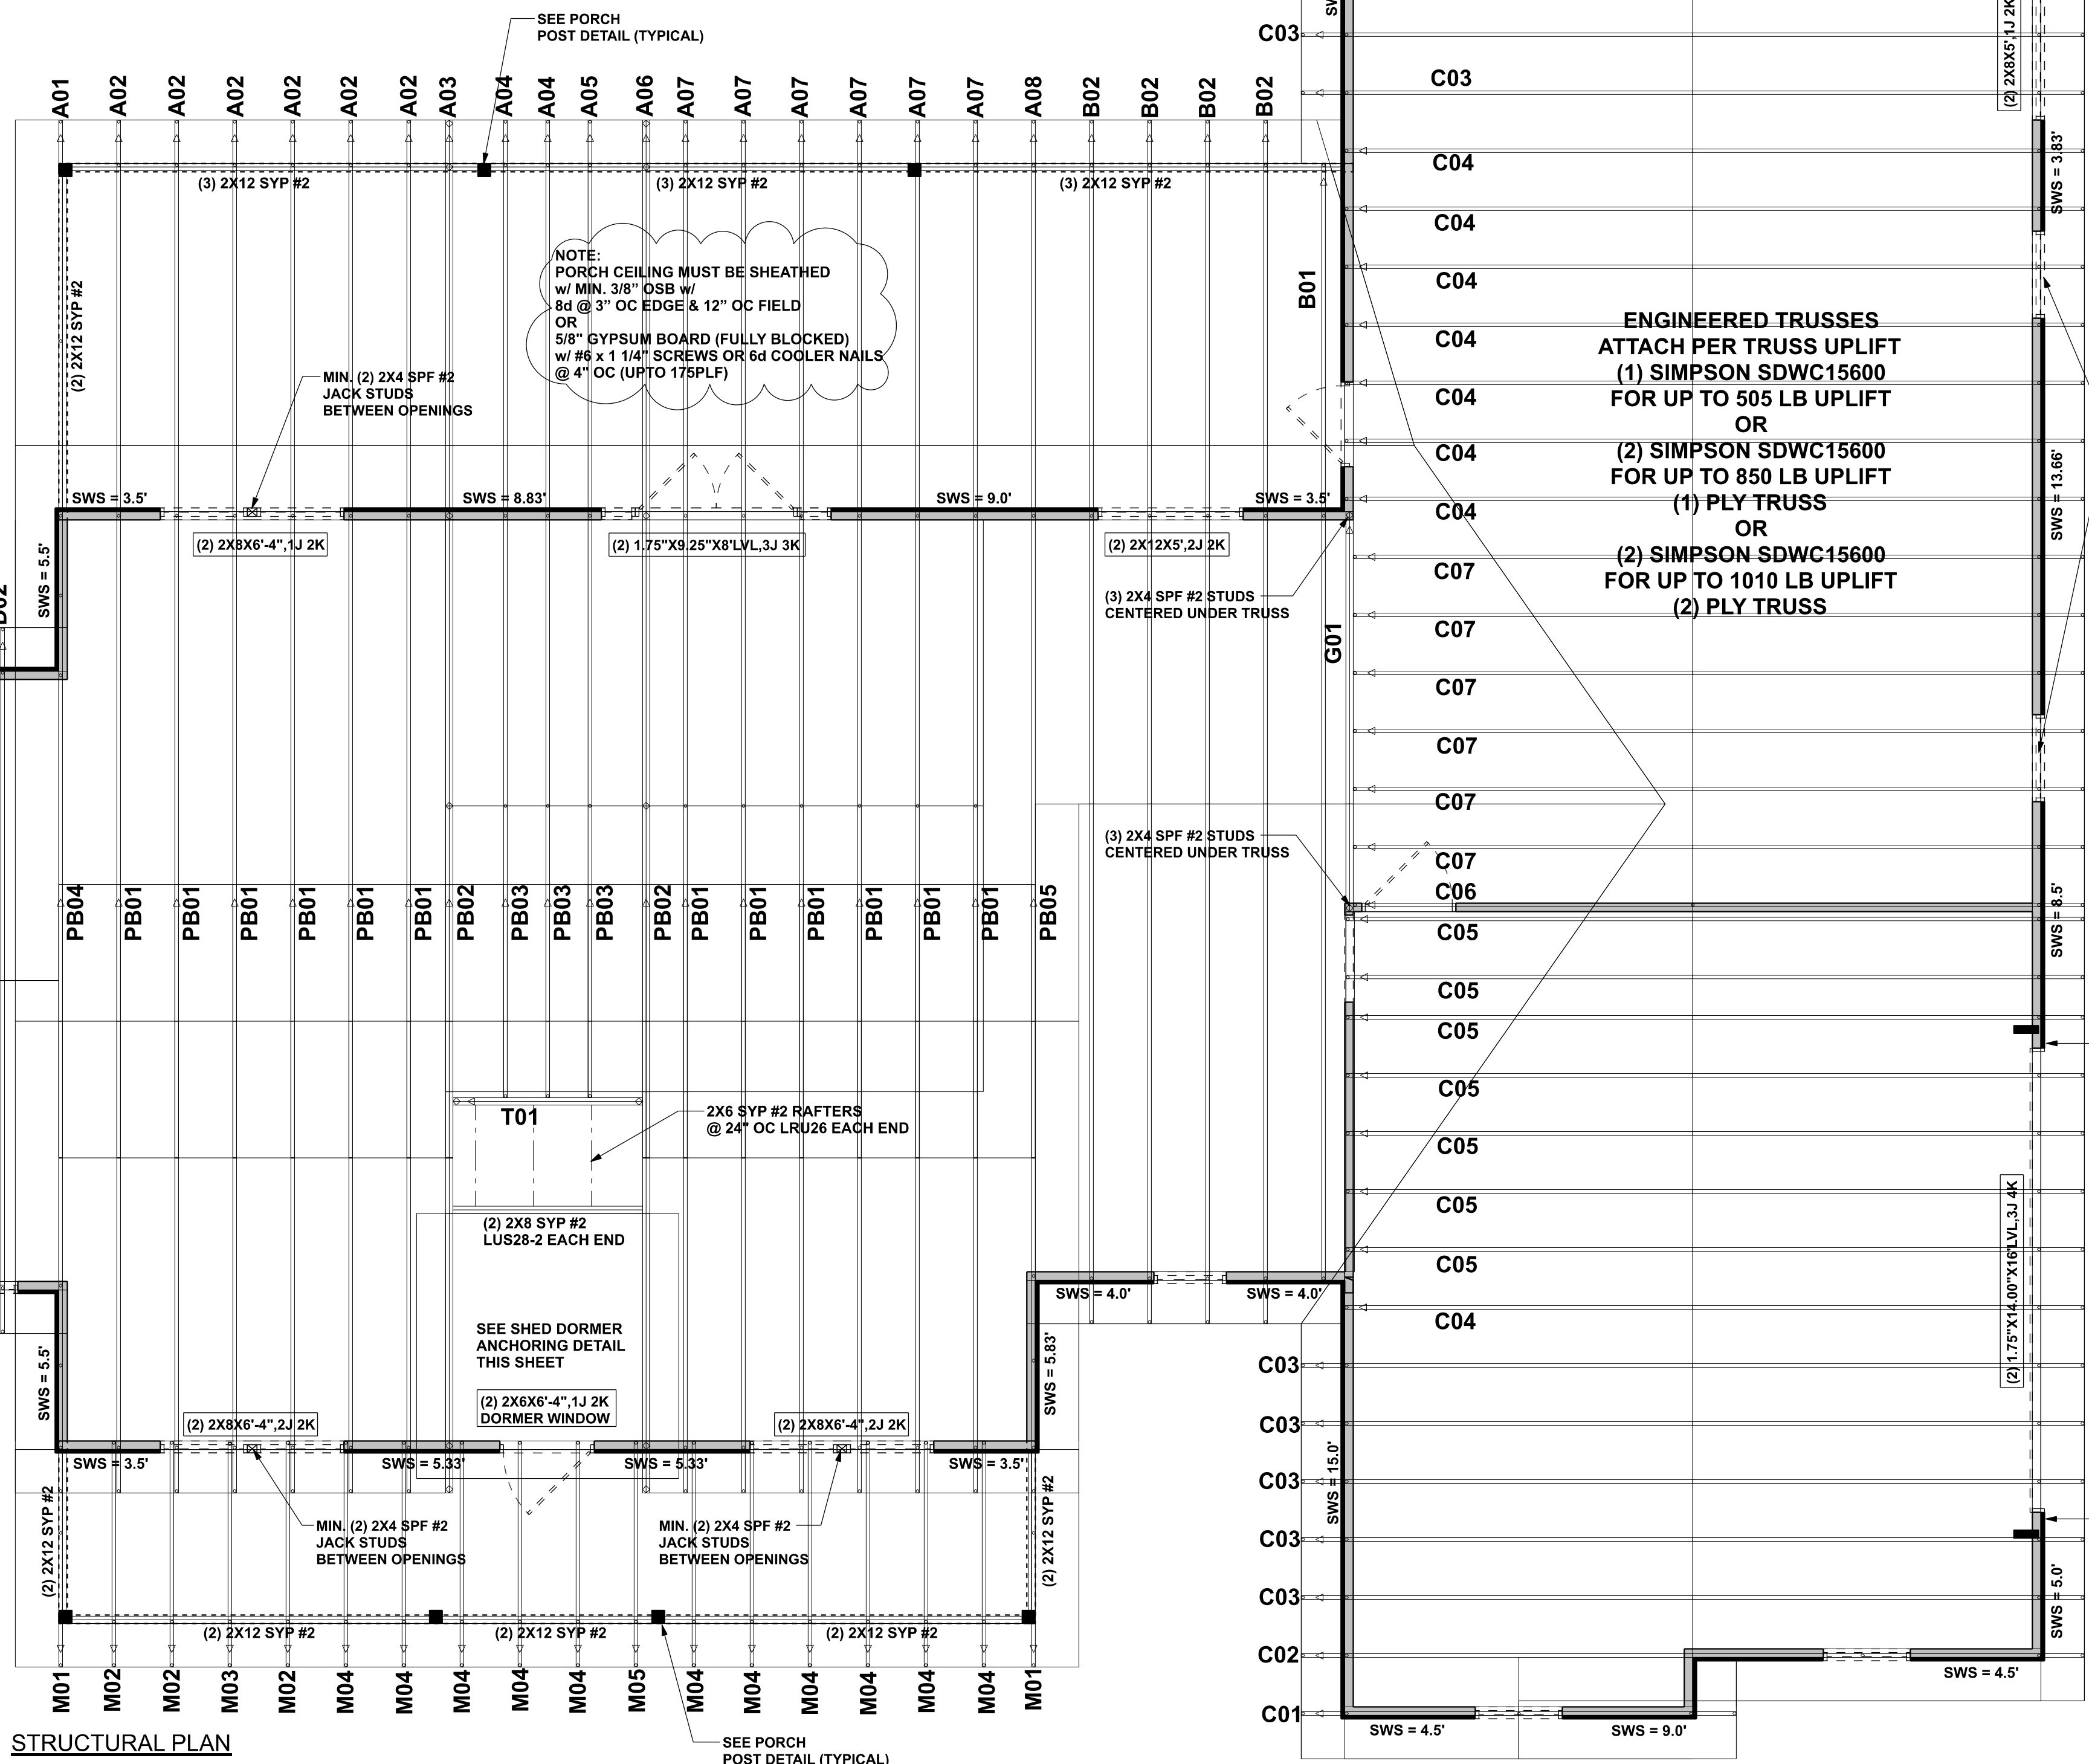 SEE PORCH
POST DETAIL (TYPICAL)
A01
A02
A02
A02
A02
A02
A02
A03
A04
A04
A05
A06
A07
A07
A07
A07
A07
A07
A08
B02
B02
B02
B02
(3) 2X12 SYP #2
(3) 2X12 SYP #2
(3) 2X12 SYP #2
(2) 2X12 SYP #2
NOTE:
PORCH CEILING MUST BE SHEATHED
w/ MIN. 3/8" OSB w/
8d @ 3" OC EDGE & 12" OC FIELD
OR
5/8" GYPSUM BOARD (FULLY BLOCKED)
w/ #6 x 1 1/4" SCREWS OR 6d COOLER NAILS
@ 4" OC (UPTO 175PLF)
MIN. (2) 2X4 SPF #2
JACK STUDS
BETWEEN OPENINGS
B01
SWS = 3.5'
SWS = 8.83'
SWS = 9.0'
SWS = 3.5'
(2) 2X8X6'-4",1J 2K
(2) 1.75"X9.25"X8'LVL,3J 3K
(2) 2X12X5',2J 2K
SWS = 5.5'
(3) 2X4 SPF #2 STUDS
CENTERED UNDER TRUSS
G01
(3) 2X4 SPF #2 STUDS
CENTERED UNDER TRUSS
PB04
PB01
PB01
PB01
PB01
PB01
PB01
PB02
PB03
PB03
PB03
PB02
PB01
PB01
PB01
PB01
PB01
PB01
PB05
T01
2X6 SYP #2 RAFTERS
@ 24" OC LRU26 EACH END
(2) 2X8 SYP #2
LUS28-2 EACH END
SEE SHED DORMER
ANCHORING DETAIL
THIS SHEET
(2) 2X6X6'-4",1J 2K
DORMER WINDOW
SWS = 5.5'
(2) 2X8X6'-4",2J 2K
(2) 2X8X6'-4",2J 2K
SWS = 5.83'
SWS = 4.0'
SWS = 4.0'
SWS = 3.5'
SWS = 5.33'
SWS = 5.33'
SWS = 3.5'
(2) 2X12 SYP #2
(2) 2X12 SYP #2
MIN. (2) 2X4 SPF #2
JACK STUDS
BETWEEN OPENINGS
MIN. (2) 2X4 SPF #2
JACK STUDS
BETWEEN OPENINGS
(2) 2X12 SYP #2
(2) 2X12 SYP #2
(2) 2X12 SYP #2
M01
M02
M02
M03
M02
M04
M04
M04
M04
M04
M05
M04
M04
M04
M04
M04
M04
M01
SEE PORCH
POST DETAIL (TYPICAL)
STRUCTURAL PLAN
C03
C03
C04
C04
C04
C04
C04
C04
C04
C07
C07
C07
C07
C07
C07
C06
C05
C05
C05
C05
C05
C05
C05
C04
C03
C03
C03
C03
C03
C02
C01
ENGINEERED TRUSSES
ATTACH PER TRUSS UPLIFT
(1) SIMPSON SDWC15600
FOR UP TO 505 LB UPLIFT
OR
(2) SIMPSON SDWC15600
FOR UP TO 850 LB UPLIFT
(1) PLY TRUSS
OR
(2) SIMPSON SDWC15600
FOR UP TO 1010 LB UPLIFT
(2) PLY TRUSS
(2) 2X8X5',1J 2K
SWS = 3.83'
SWS = 13.66'
SWS = 8.5'
(2) 1.75"X14.00"X16'LVL,3J 4K
SWS = 15.0'
SWS = 5.0'
SWS = 4.5'
SWS = 4.5'
SWS = 9.0'